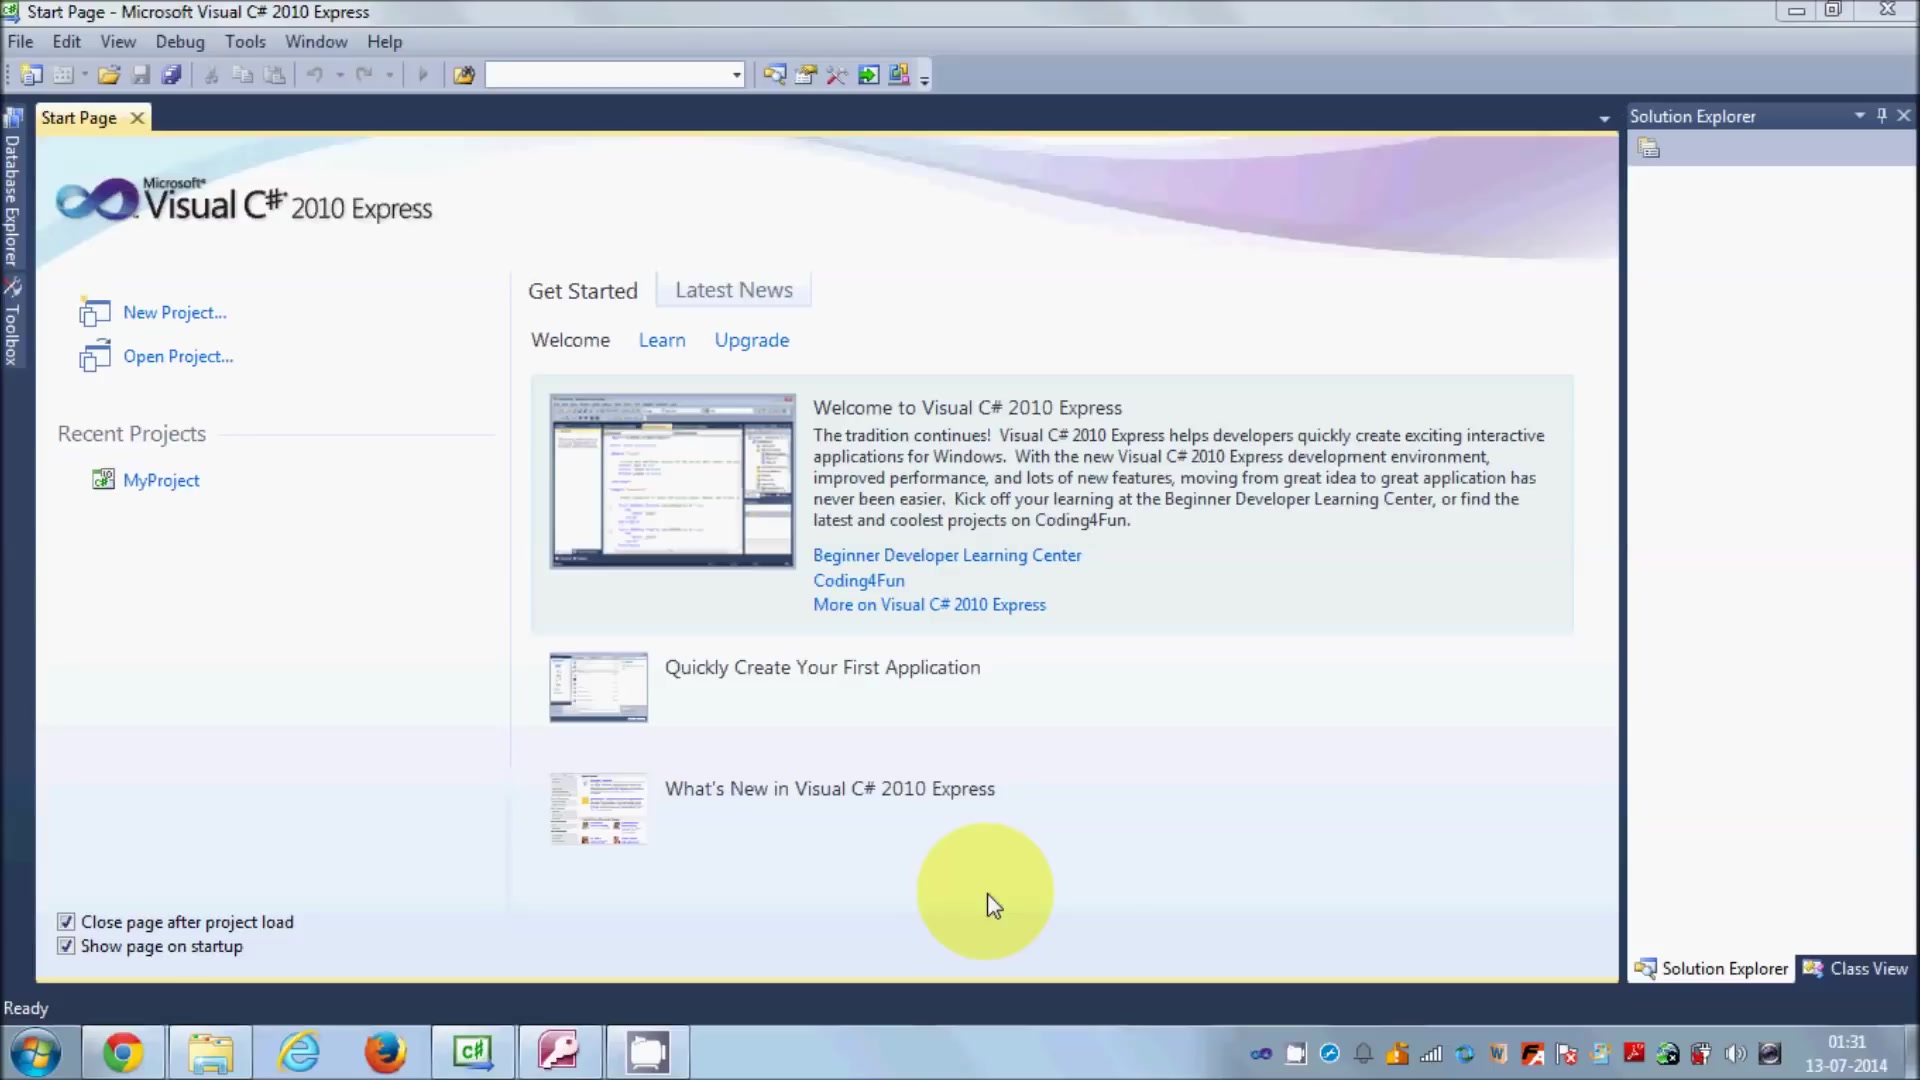 Start Page - Microsoft Visual C# 2010 Express
File Edit View Debug Tools Window Help
Start Page
Solution Explorer
Database Explorer
Toolbox
Microsoft®
Visual C# 2010 Express
New Project...
Open Project...
Recent Projects
MyProject
Get Started Latest News
Welcome Learn Upgrade
Welcome to Visual C# 2010 Express
The tradition continues! Visual C# 2010 Express helps developers quickly create exciting interactive
applications for Windows. With the new Visual C# 2010 Express development environment,
improved performance, and lots of new features, moving from great idea to great application has
never been easier. Kick off your learning at the Beginner Developer Learning Center, or find the
latest and coolest projects on Coding4Fun.
Beginner Developer Learning Center
Coding4Fun
More on Visual C# 2010 Express
Quickly Create Your First Application
What's New in Visual C# 2010 Express
Close page after project load
Show page on startup
Solution Explorer Class View
Ready
01:31
13-07-2014